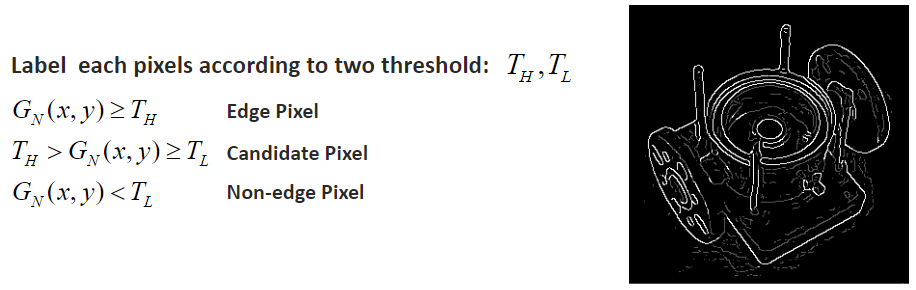 Label each pixels according to two threshold: T_H, T_L
G_N(x, y) ≥ T_H Edge Pixel
T_H > G_N(x, y) ≥ T_L Candidate Pixel
G_N(x, y) < T_L Non-edge Pixel